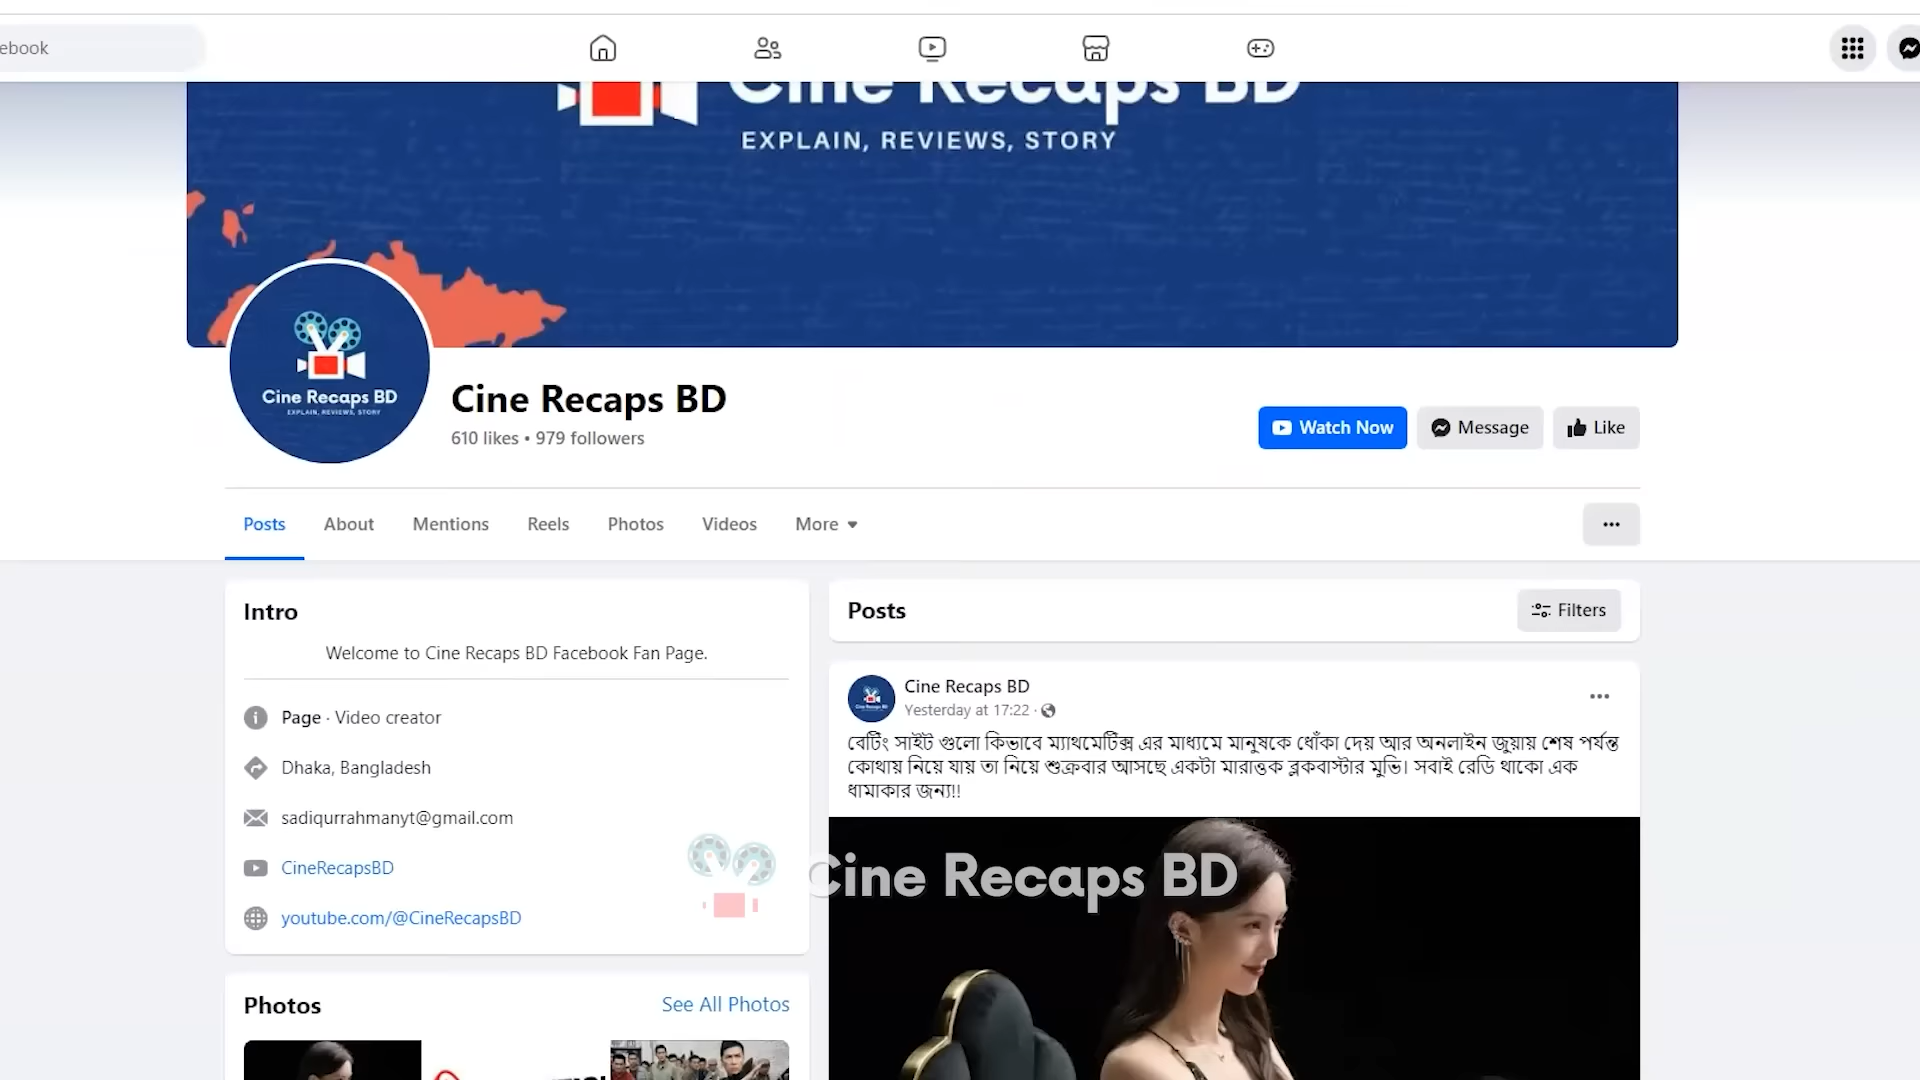 ebook
Cine Recaps BD
EXPLAIN, REVIEWS, STORY
Cine Recaps BD
EXPLAIN, REVIEWS, STORY
Cine Recaps BD
610 likes • 979 followers
Watch Now
Message
Like
Posts
About
Mentions
Reels
Photos
Videos
More
Intro
Welcome to Cine Recaps BD Facebook Fan Page.
Page · Video creator
Dhaka, Bangladesh
sadiqurrahmanyt@gmail.com
CineRecapsBD
youtube.com/@CineRecapsBD
Photos
See All Photos
Posts
Filters
Cine Recaps BD
Yesterday at 17:22 ·
বেটিং সাইট গুলো কিভাবে ম্যাথমেটিক্স এর মাধ্যমে মানুষকে ধোঁকা দেয় আর অনলাইন জুয়ায় শেষ পর্যন্ত
কোথায় নিয়ে যায় তা নিয়ে শুক্রবার আসছে একটা মারাত্তক ব্লকবাস্টার মুভি। সবাই রেডি থাকো এক
ধামাকার জন্য!!
Cine Recaps BD